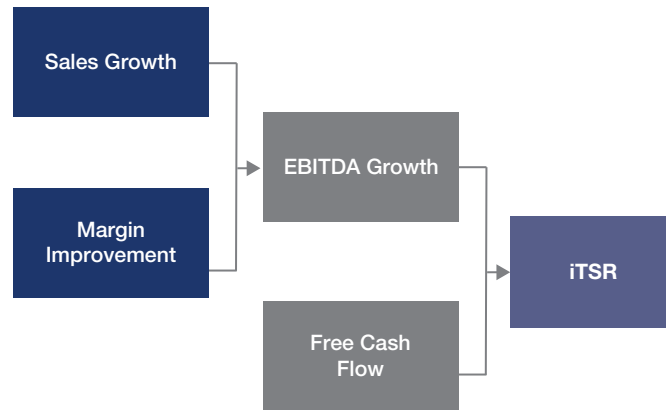 Sales Growth
Margin
Improvement
EBITDA Growth
Free Cash
Flow
iTSR